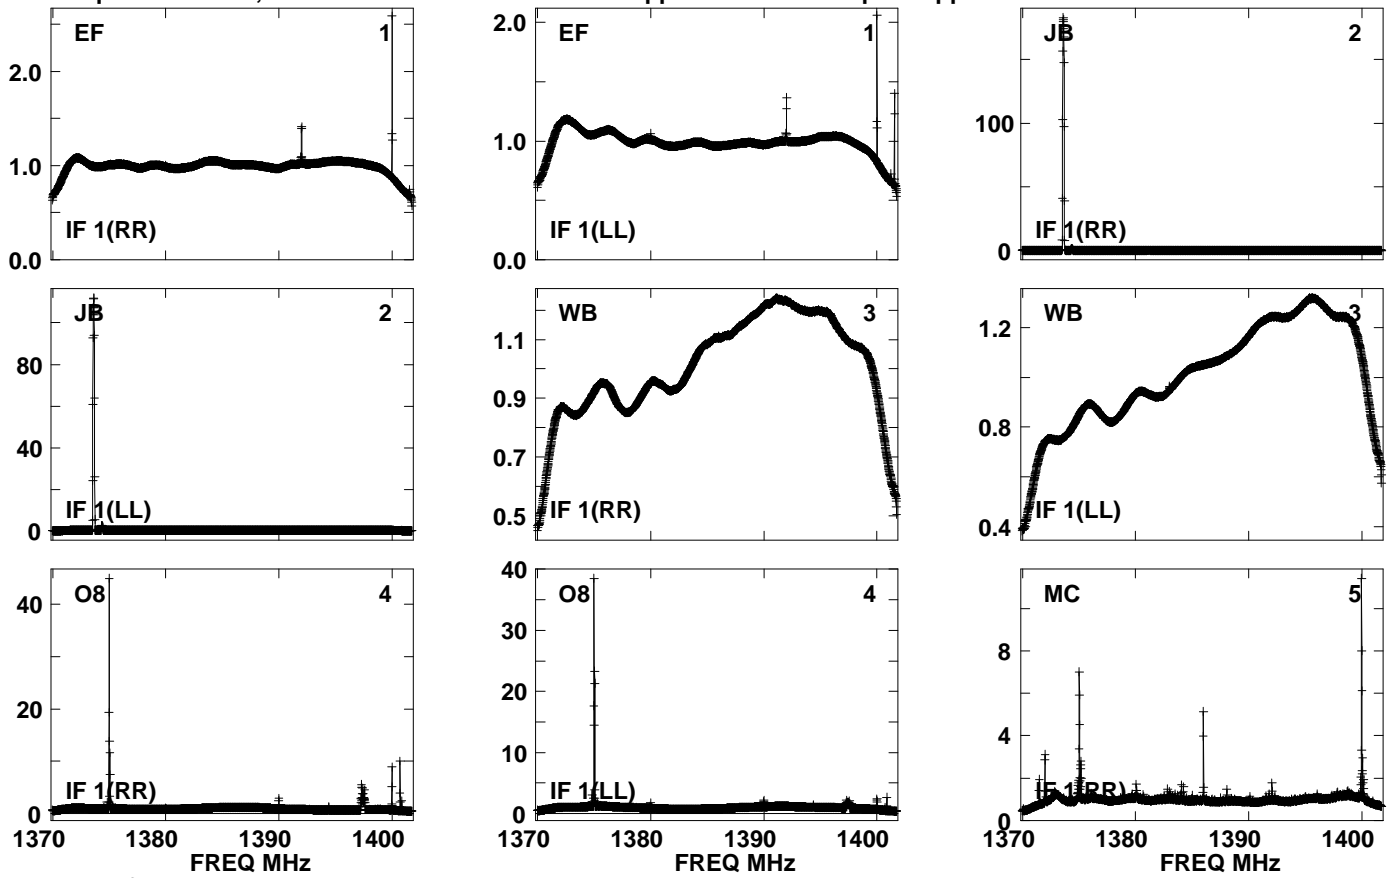 EF 1
2.0
1.0
0.0
IF 1(RR)
EF 1
2.0
1.0
0.0
IF 1(LL)
JB 2
100
0
IF 1(RR)
JB 2
80
40
0
IF 1(LL)
WB 3
1.1
0.9
0.7
0.5
IF 1(RR)
WB 3
1.2
0.8
0.4
IF 1(LL)
O8 4
40
20
0
IF 1(RR)
1370 1380 1390 1400
FREQ MHz
O8 4
40
30
20
10
0
IF 1(LL)
1370 1380 1390 1400
FREQ MHz
MC 5
8
4
0
IF 1(RR)
1370 1380 1390 1400
FREQ MHz